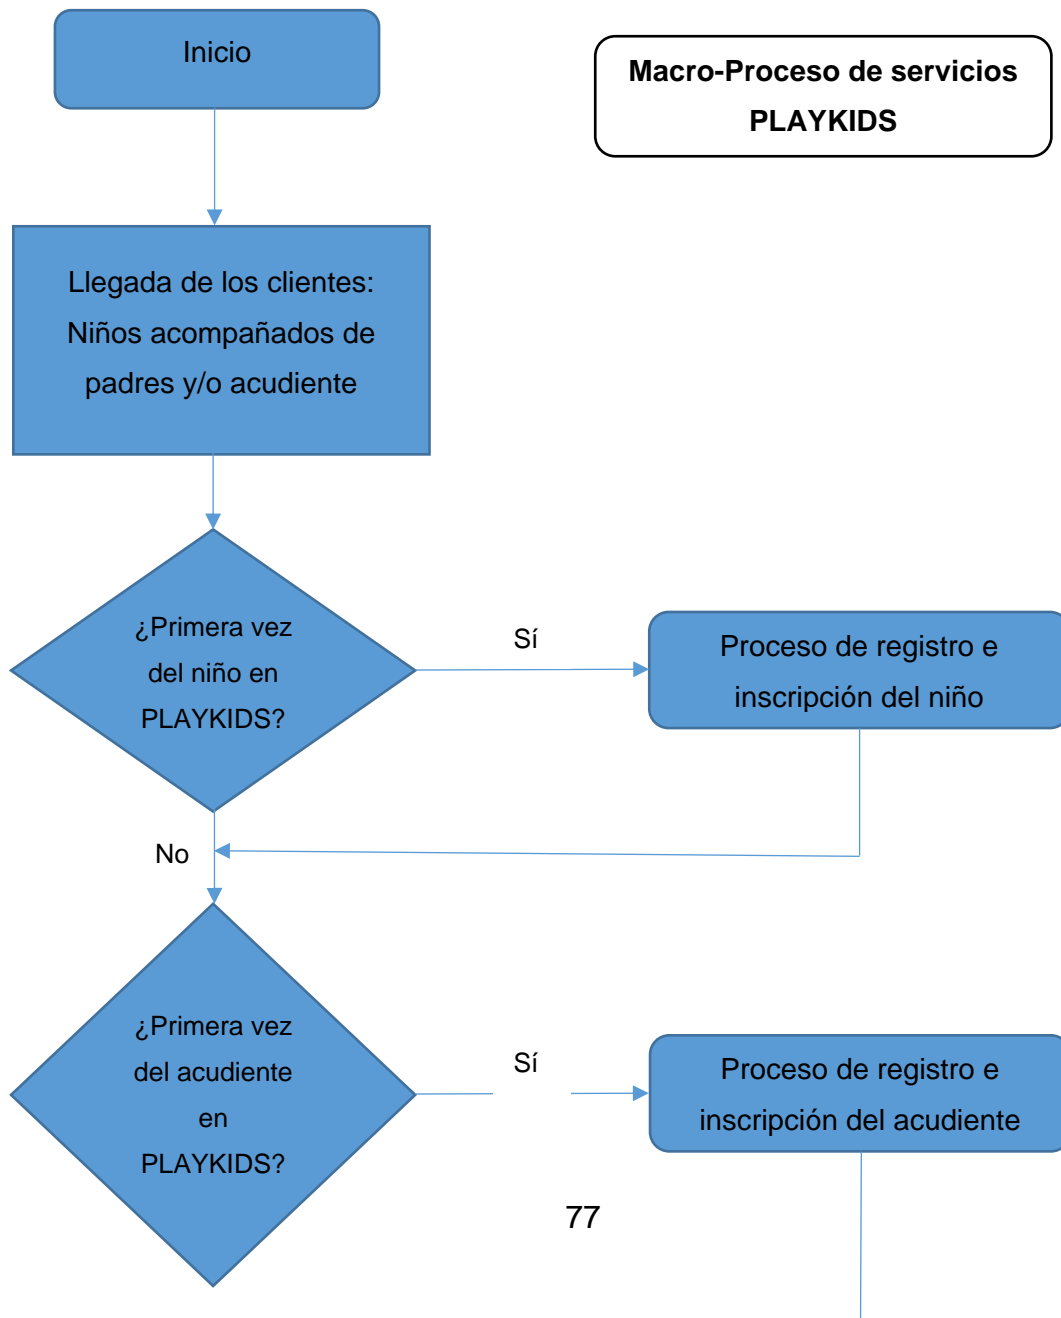 Inicio
Macro-Proceso de servicios
PLAYKIDS
Llegada de los clientes:
Niños acompañados de
padres y/o acudiente
¿Primera vez
del niño en
PLAYKIDS?
Sí
Proceso de registro e
inscripción del niño
No
¿Primera vez
del acudiente
en
PLAYKIDS?
Sí
Proceso de registro e
inscripción del acudiente
77